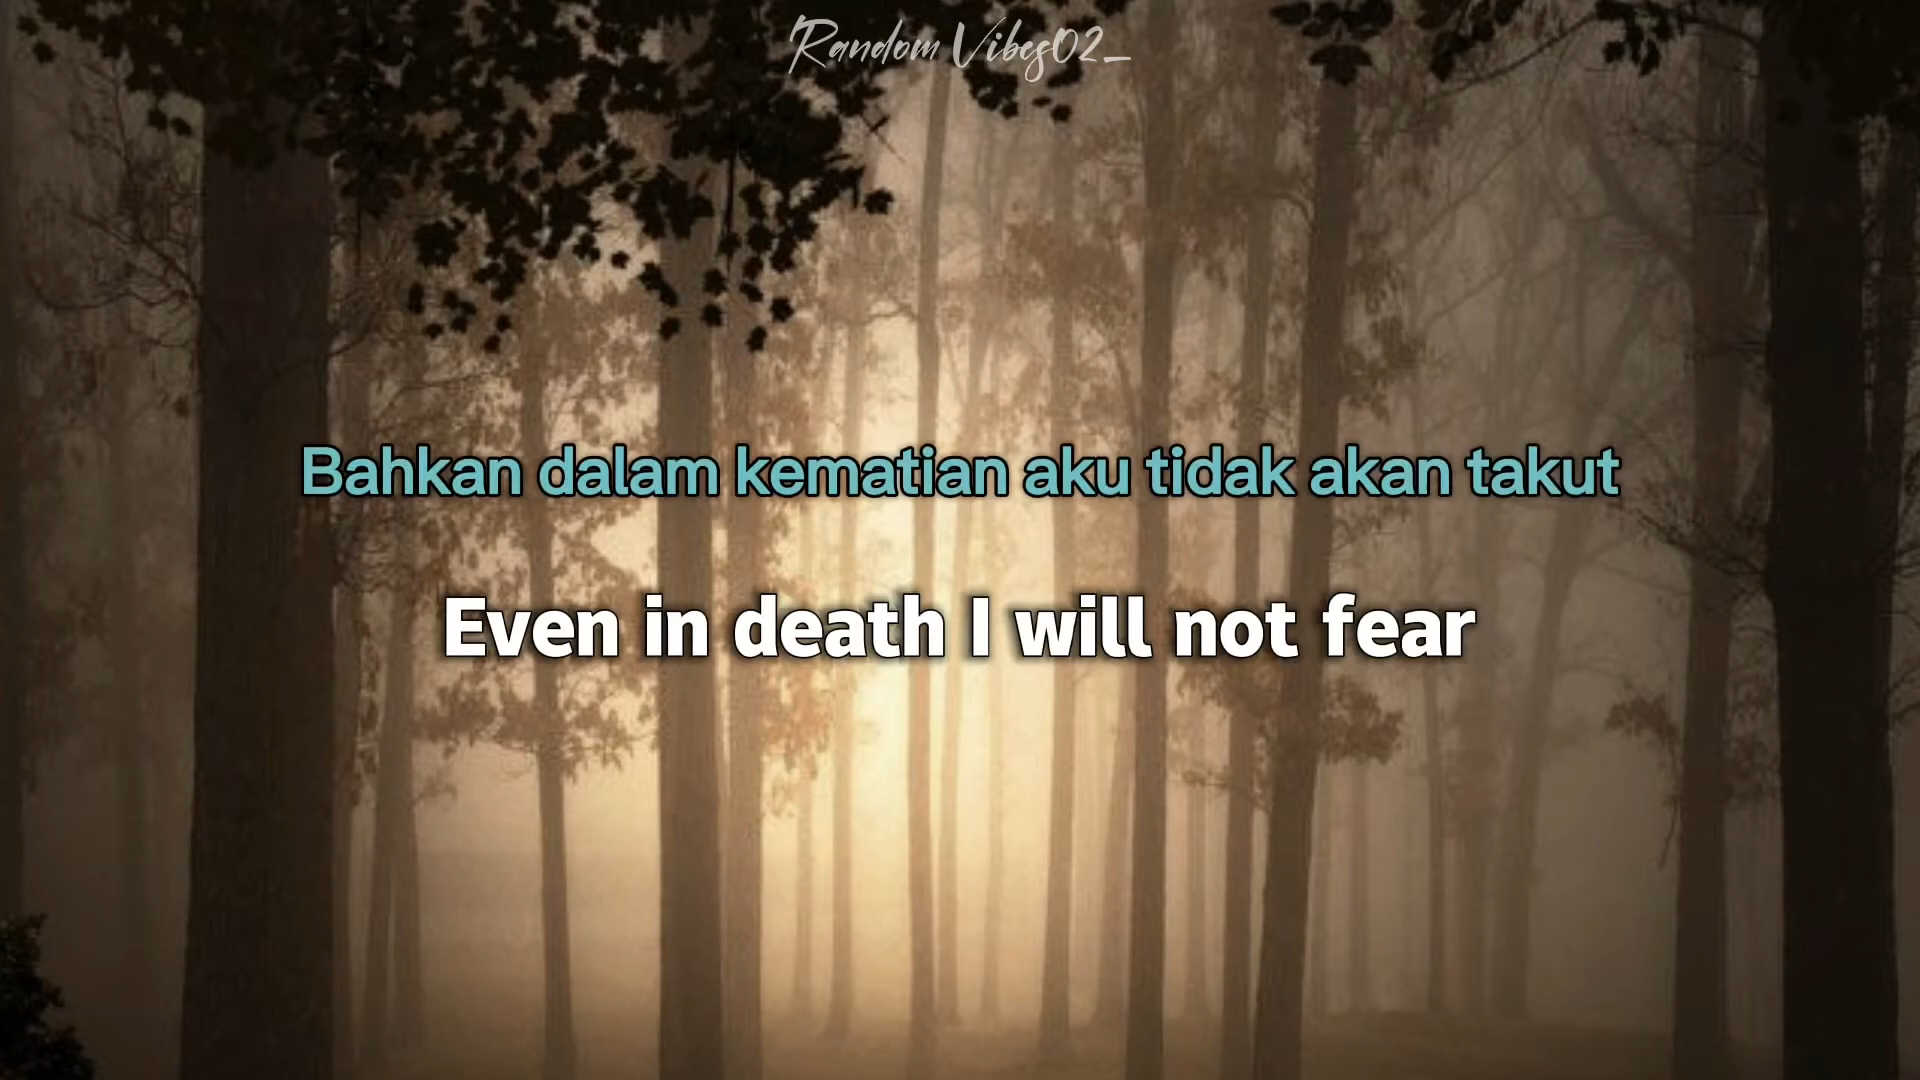 Random Vibes02_
Bahkan dalam kematian aku tidak akan takut
Even in death I will not fear